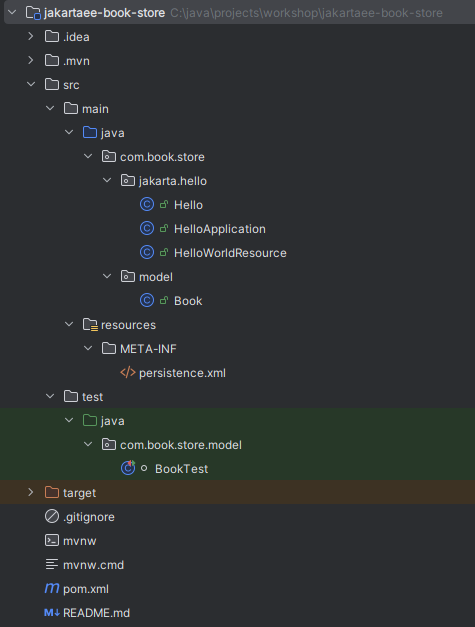 jakartaee-book-store C:\java\projects\workshop\jakartaee-book-store
.idea
.mvn
src
main
java
com.book.store
jakarta.hello
C Hello
C HelloApplication
C HelloWorldResource
model
C Book
resources
META-INF
</> persistence.xml
test
java
com.book.store.model
C BookTest
target
.gitignore
mvnw
mvnw.cmd
m pom.xml
M↓ README.md